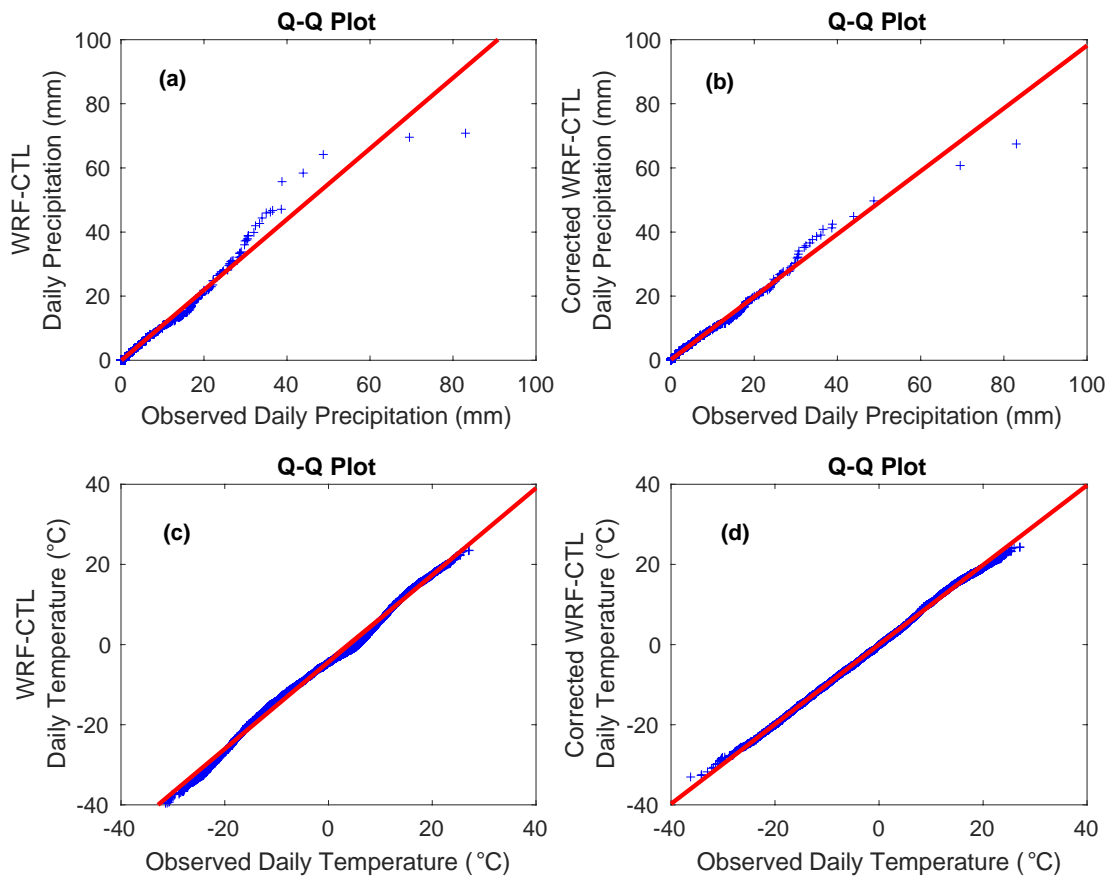 Q-Q Plot
(a)
WRF-CTL
Daily Precipitation (mm)
100
80
60
40
20
0
0 20 40 60 80 100
Observed Daily Precipitation (mm)
Q-Q Plot
(b)
Corrected WRF-CTL
Daily Precipitation (mm)
100
80
60
40
20
0
0 20 40 60 80 100
Observed Daily Precipitation (mm)
Q-Q Plot
(c)
WRF-CTL
Daily Temperature (°C)
40
20
0
-20
-40
-40 -20 0 20 40
Observed Daily Temperature (°C)
Q-Q Plot
(d)
Corrected WRF-CTL
Daily Temperature (°C)
40
20
0
-20
-40
-40 -20 0 20 40
Observed Daily Temperature (°C)